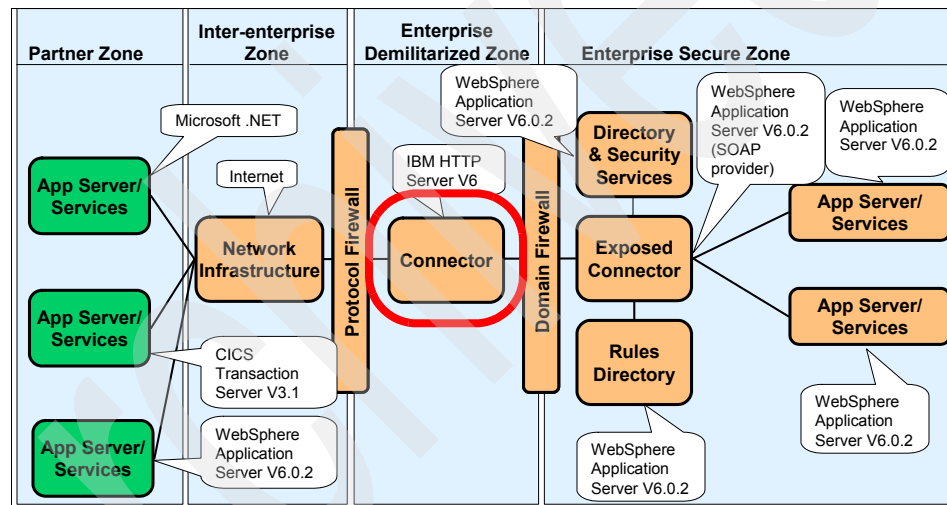 Partner Zone
Inter-enterprise
Zone
Enterprise
Demilitarized Zone
Enterprise Secure Zone
Microsoft .NET
App Server/
Services
App Server/
Services
CICS
Transaction
Server V3.1
App Server/
Services
WebSphere
Application
Server V6.0.2
Internet
Network
Infrastructure
Protocol Firewall
IBM HTTP
Server V6
Connector
Domain Firewall
WebSphere
Application
Server V6.0.2
Directory
& Security
Services
WebSphere
Application
Server V6.0.2
(SOAP
provider)
Exposed
Connector
Rules
Directory
WebSphere
Application
Server V6.0.2
WebSphere
Application
Server V6.0.2
App Server/
Services
App Server/
Services
WebSphere
Application
Server V6.0.2